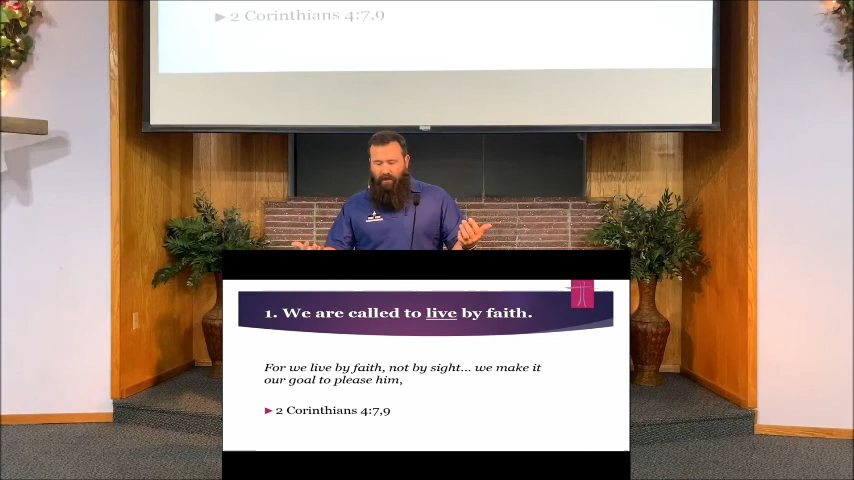 ▶ 2 Corinthians 4:7,9
1. We are called to live by faith.
For we live by faith, not by sight... we make it
our goal to please him,
▶ 2 Corinthians 4:7,9